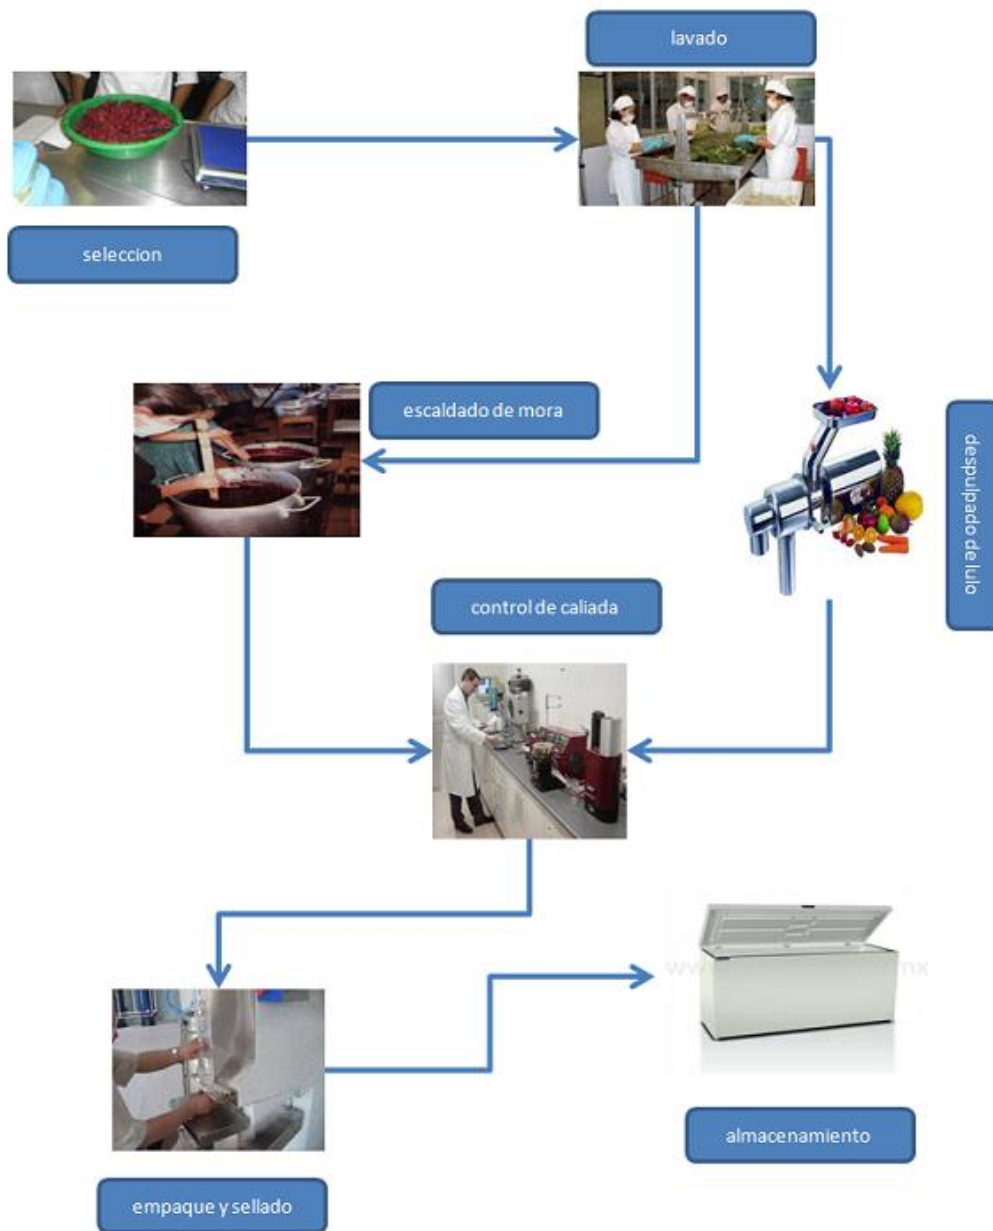 lavado
seleccion
escaldado de mora
despulpado de lulo
control de caliada
almacenamiento
empaque y sellado